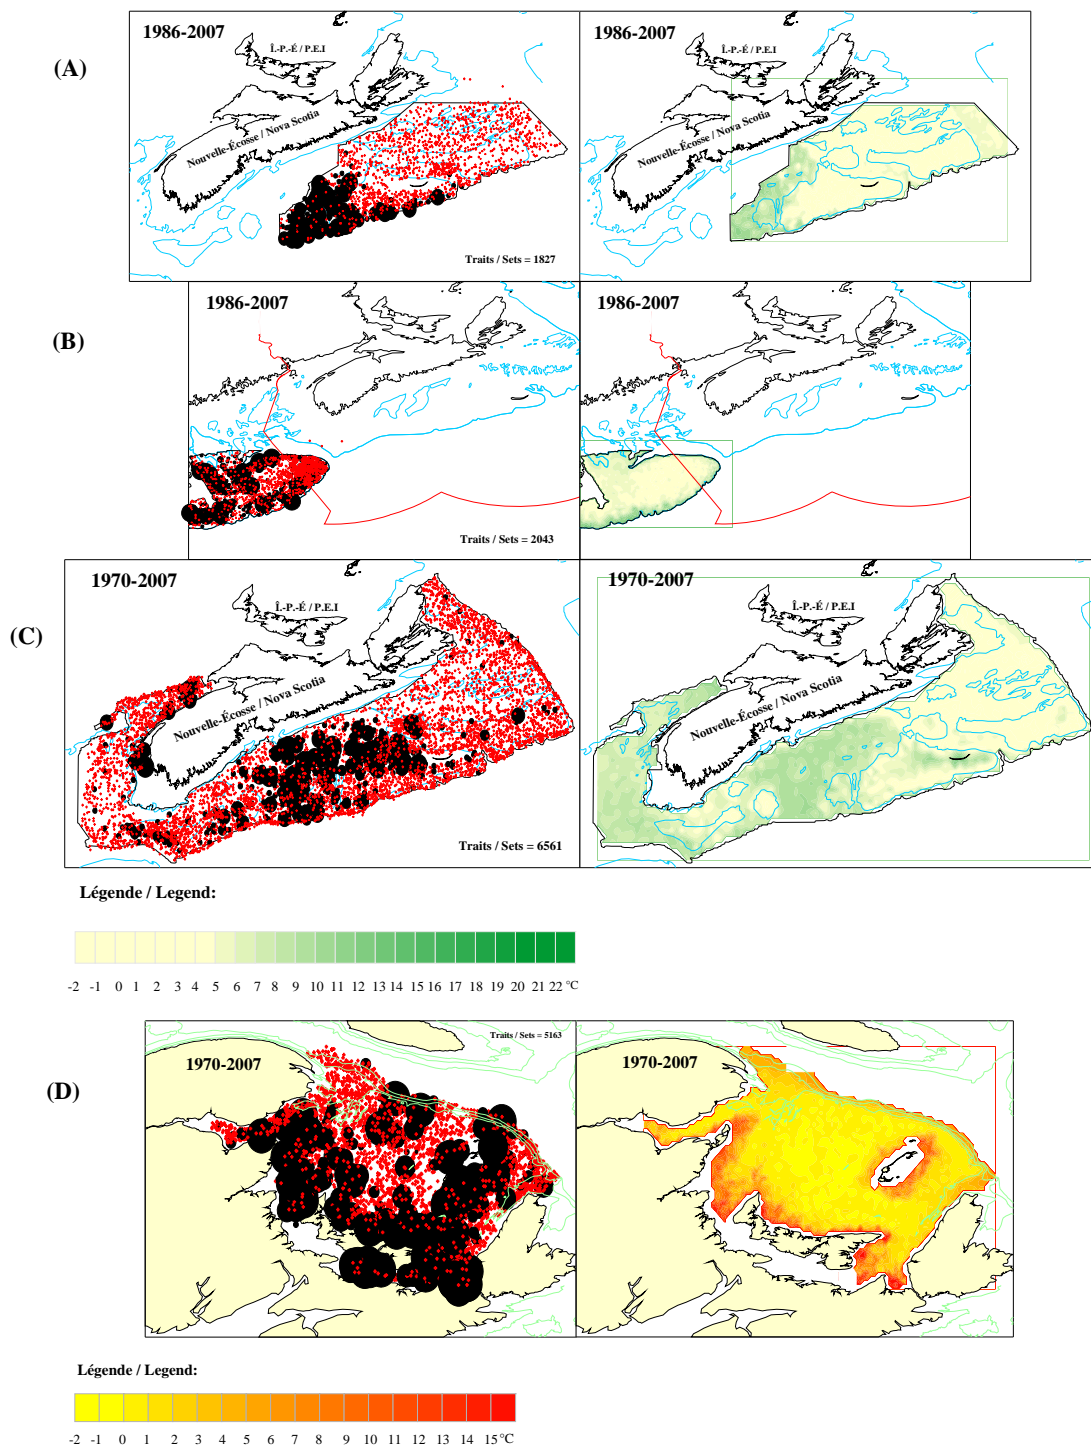 (A)
1986-2007
Î.-P.-É / P.E.I
Nouvelle-Écosse / Nova Scotia
Traits / Sets = 1827
1986-2007
Î.-P.-É / P.E.I
Nouvelle-Écosse / Nova Scotia
(B)
1986-2007
Traits / Sets = 2043
1986-2007
(C)
1970-2007
Î.-P.-É / P.E.I
Nouvelle-Écosse / Nova Scotia
Traits / Sets = 6561
1970-2007
Î.-P.-É / P.E.I
Nouvelle-Écosse / Nova Scotia
Légende / Legend:
-2 -1 0 1 2 3 4 5 6 7 8 9 10 11 12 13 14 15 16 17 18 19 20 21 22 °C
(D)
1970-2007
Traits / Sets = 5163
1970-2007
Légende / Legend:
-2 -1 0 1 2 3 4 5 6 7 8 9 10 11 12 13 14 15 °C